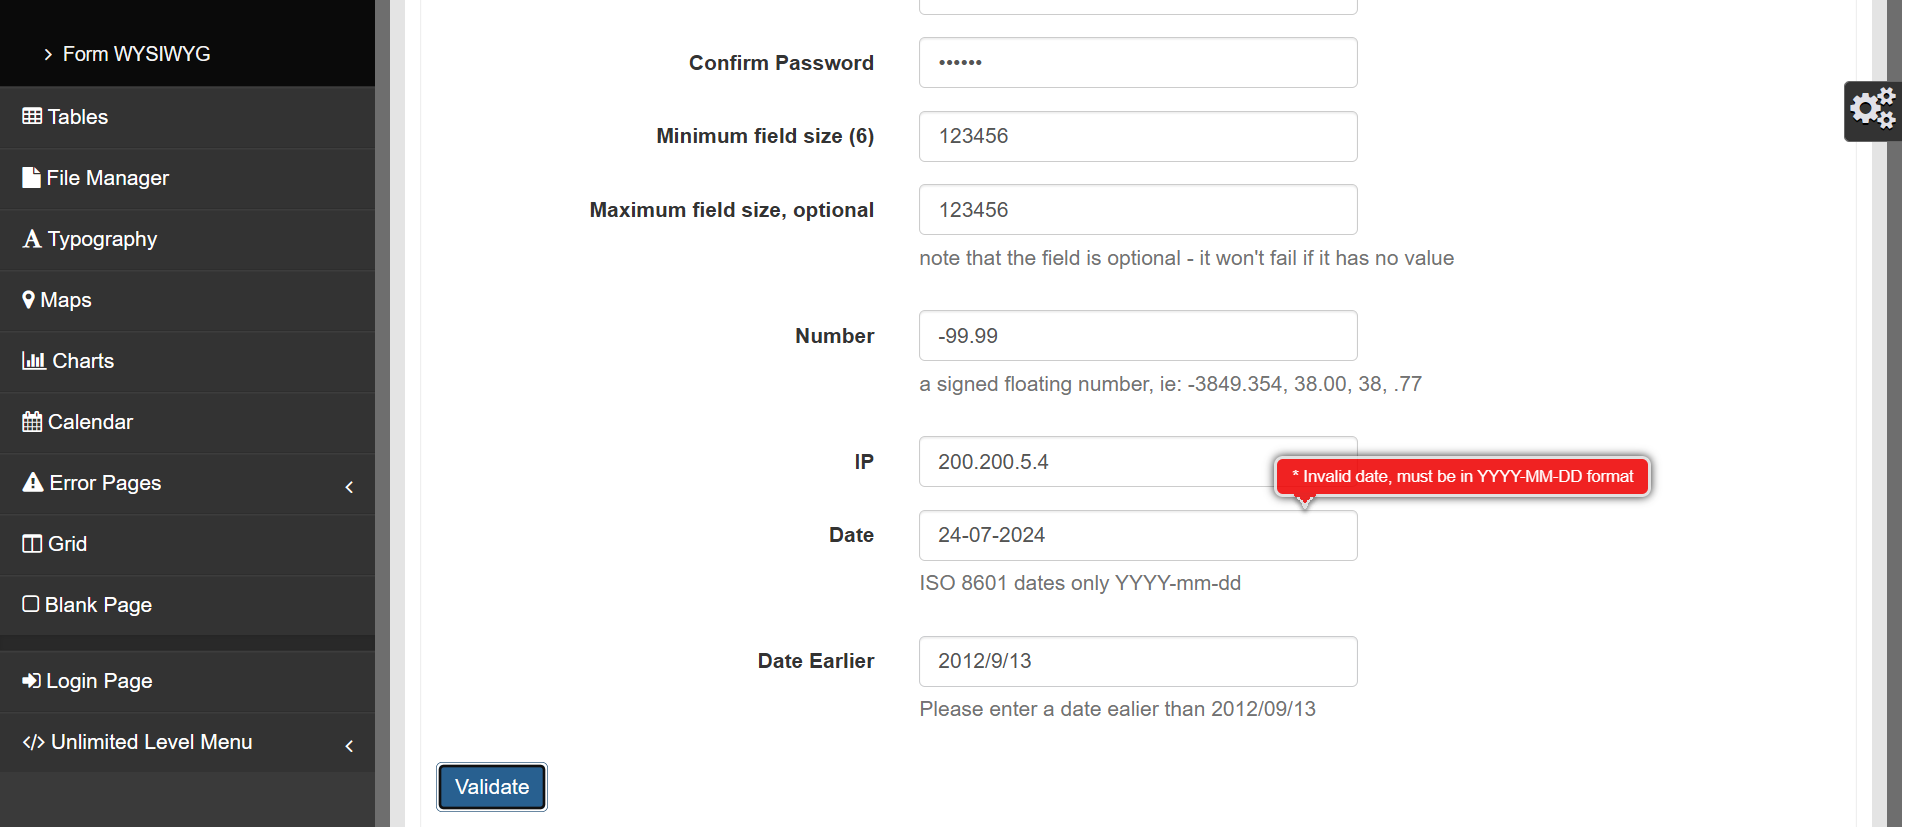 Form WYSIWYG
Tables
File Manager
Typography
Maps
Charts
Calendar
Error Pages
Grid
Blank Page
Login Page
Unlimited Level Menu
Confirm Password
••••••
Minimum field size (6)
123456
Maximum field size, optional
123456
note that the field is optional - it won't fail if it has no value
Number
-99.99
a signed floating number, ie: -3849.354, 38.00, 38, .77
IP
200.200.5.4
* Invalid date, must be in YYYY-MM-DD format
Date
24-07-2024
ISO 8601 dates only YYYY-mm-dd
Date Earlier
2012/9/13
Please enter a date ealier than 2012/09/13
Validate